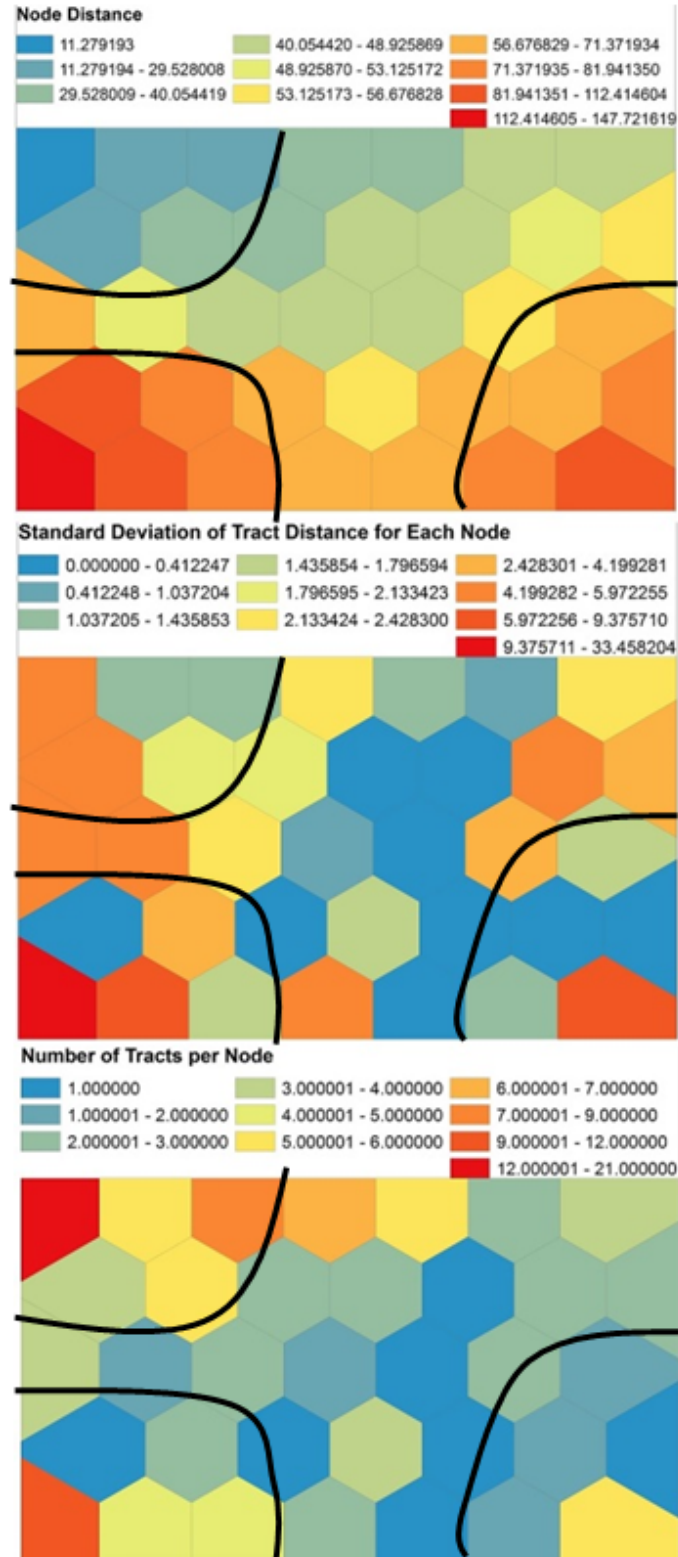 Node Distance
11.279193 40.054420 - 48.925869 56.676829 - 71.371934
11.279194 - 29.528008 48.925870 - 53.125172 71.371935 - 81.941350
29.528009 - 40.054419 53.125173 - 56.676828 81.941351 - 112.414604
112.414605 - 147.721619
Standard Deviation of Tract Distance for Each Node
0.000000 - 0.412247 1.435854 - 1.796594 2.428301 - 4.199281
0.412248 - 1.037204 1.796595 - 2.133423 4.199282 - 5.972255
1.037205 - 1.435853 2.133424 - 2.428300 5.972256 - 9.375710
9.375711 - 33.458204
Number of Tracts per Node
1.000000 3.000001 - 4.000000 6.000001 - 7.000000
1.000001 - 2.000000 4.000001 - 5.000000 7.000001 - 9.000000
2.000001 - 3.000000 5.000001 - 6.000000 9.000001 - 12.000000
12.000001 - 21.000000